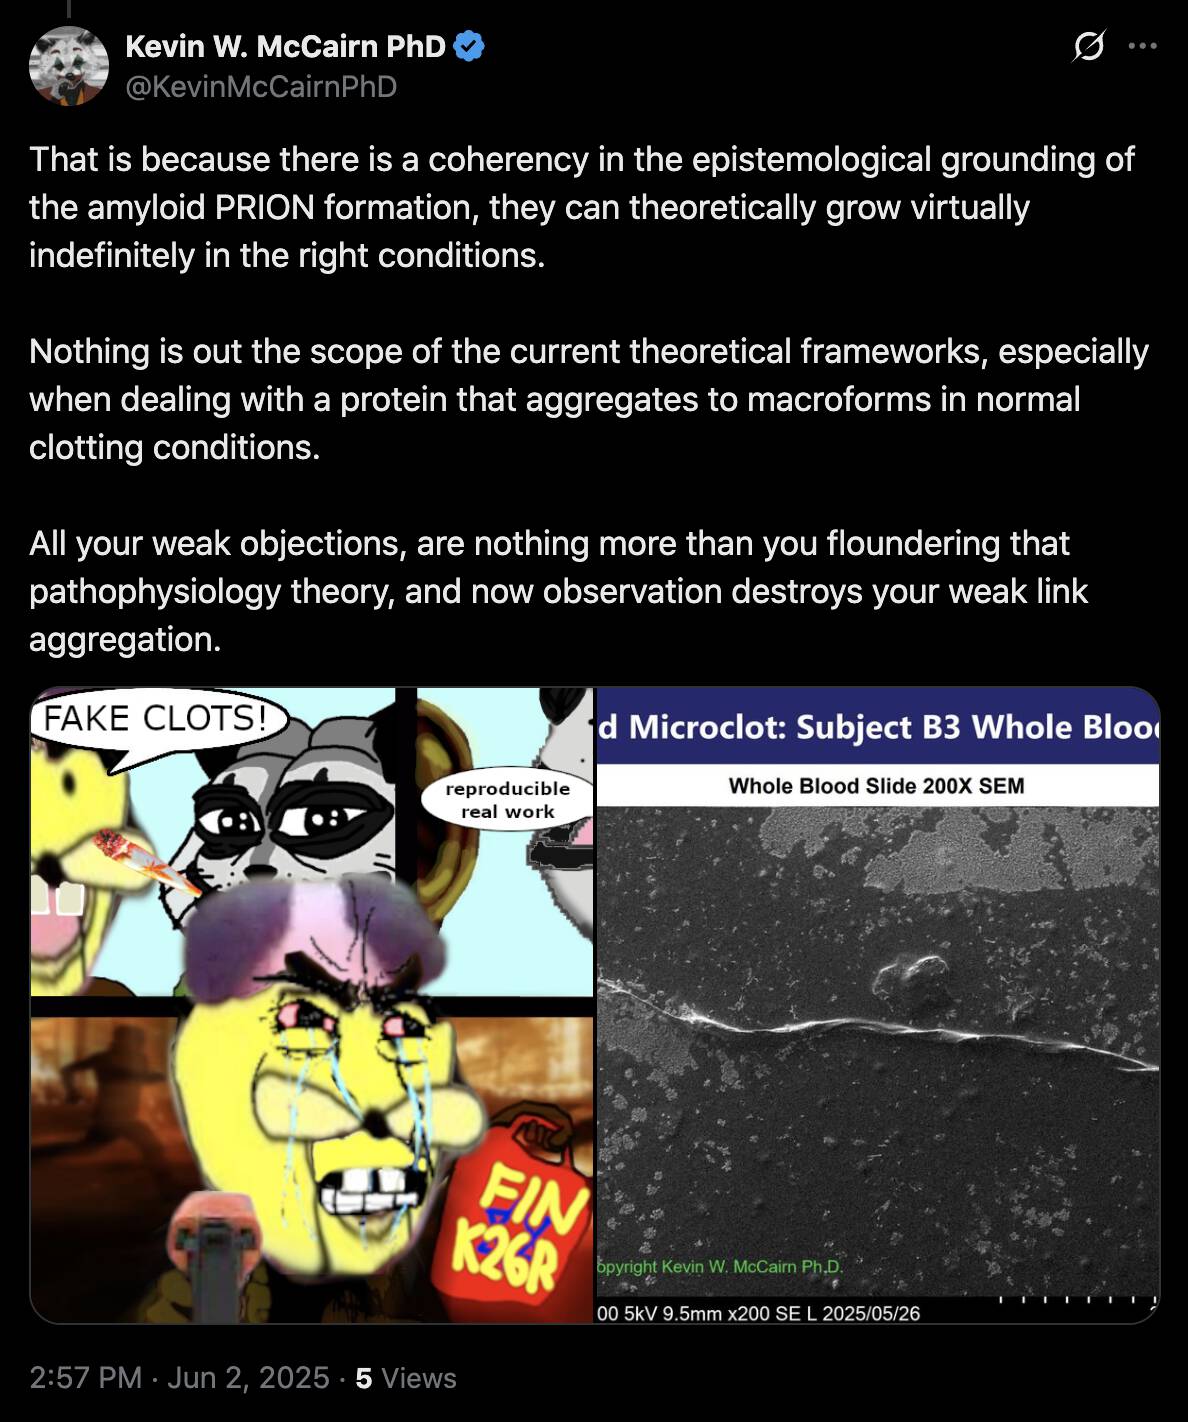 Kevin W. McCairn PhD
@KevinMcCairnPhD
That is because there is a coherency in the epistemological grounding of
the amyloid PRION formation, they can theoretically grow virtually
indefinitely in the right conditions.
Nothing is out the scope of the current theoretical frameworks, especially
when dealing with a protein that aggregates to macroforms in normal
clotting conditions.
All your weak objections, are nothing more than you floundering that
pathophysiology theory, and now observation destroys your weak link
aggregation.
FAKE CLOTS!
reproducible
real work
FIN
K26R
d Microclot: Subject B3 Whole Bloo
Whole Blood Slide 200X SEM
opyright Kevin W. McCairn Ph.D.
00 5kV 9.5mm x200 SE L 2025/05/26
2:57 PM · Jun 2, 2025 · 5 Views